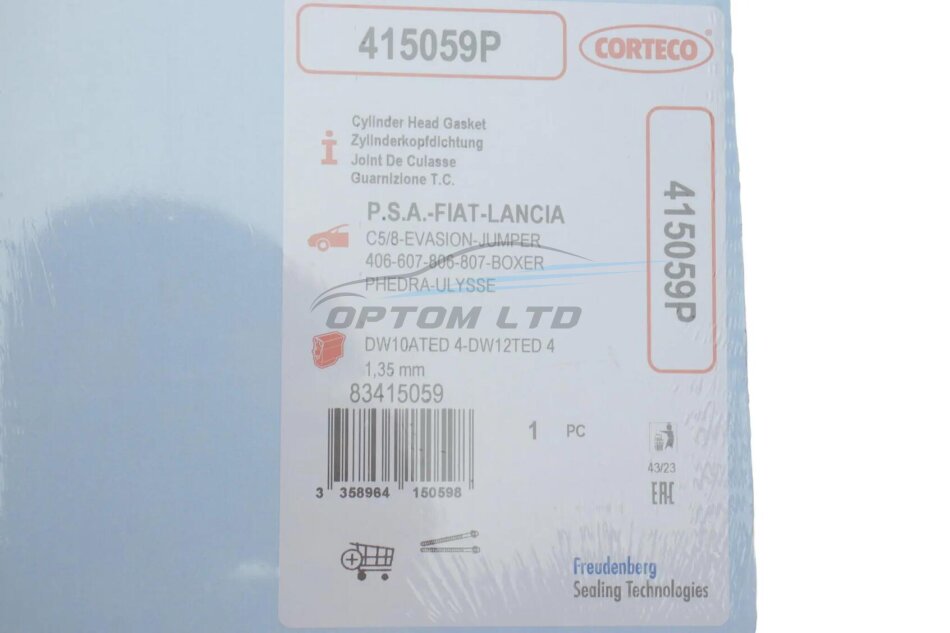 415059P
CORTECO
Cylinder Head Gasket
Zylinderkopfdichtung
Joint De Culasse
Guarnizione T.C.
415059P
P.S.A.-FIAT-LANCIA
C5/8-EVASION-JUMPER
406-607-806-807-BOXER
PHEDRA-ULYSSE
OPTOM LTD
DW10ATED 4-DW12TED 4
1,35 mm
83415059
1 PC
43/23
3 358964 150598
EAC
Freudenberg
Sealing Technologies